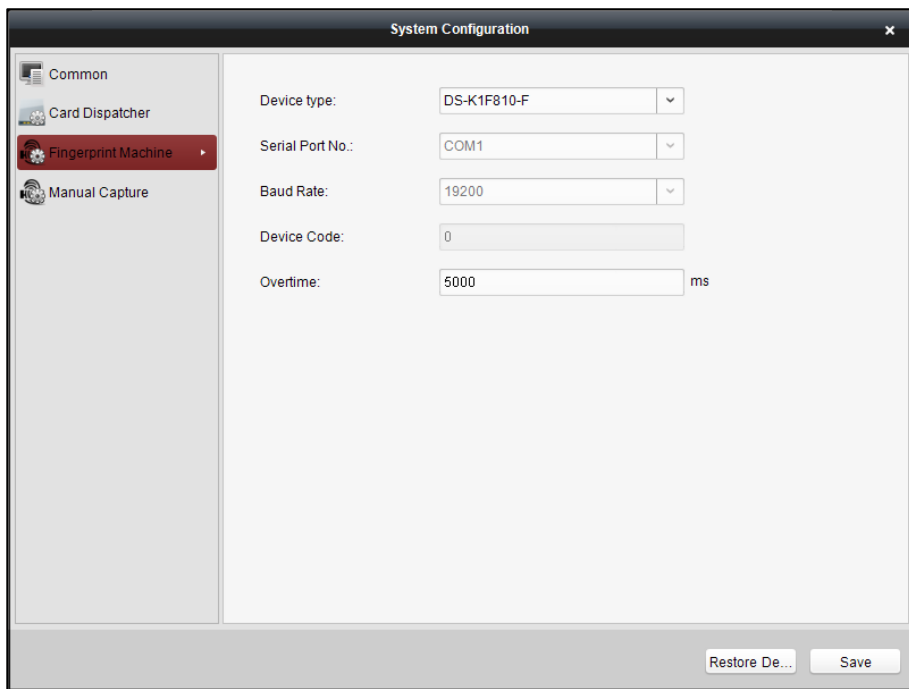 System Configuration
Common
Card Dispatcher
Fingerprint Machine
Manual Capture
Device type: DS-K1F810-F
Serial Port No.: COM1
Baud Rate: 19200
Device Code: 0
Overtime: 5000 ms
Restore De... Save